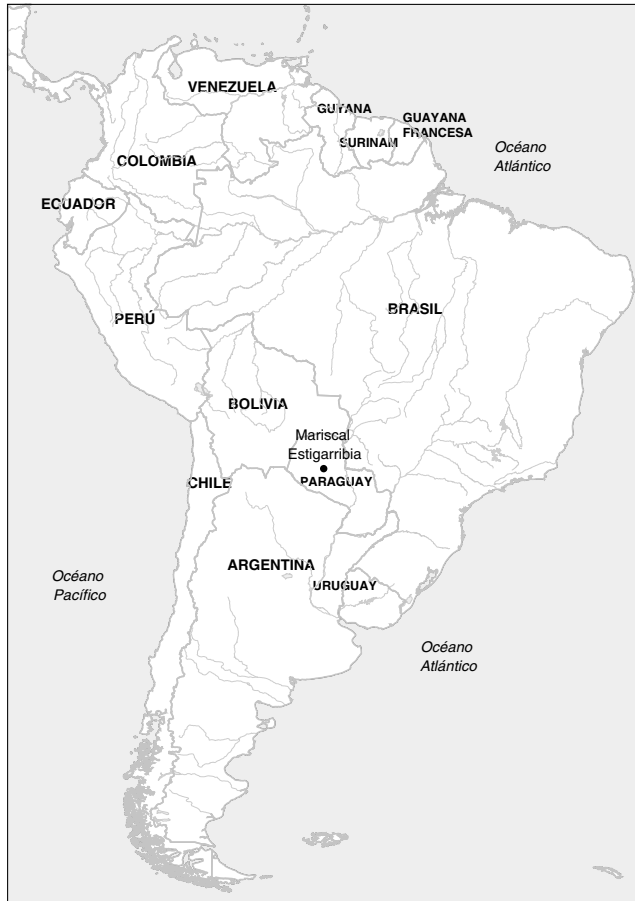 VENEZUELA
GUYANA
GUAYANA
FRANCESA
SURINAM
Océano
Atlántico
COLOMBIA
ECUADOR
BRASIL
PERÚ
BOLIVIA
Mariscal
Estigarribia
PARAGUAY
CHILE
ARGENTINA
URUGUAY
Océano
Pacífico
Océano
Atlántico